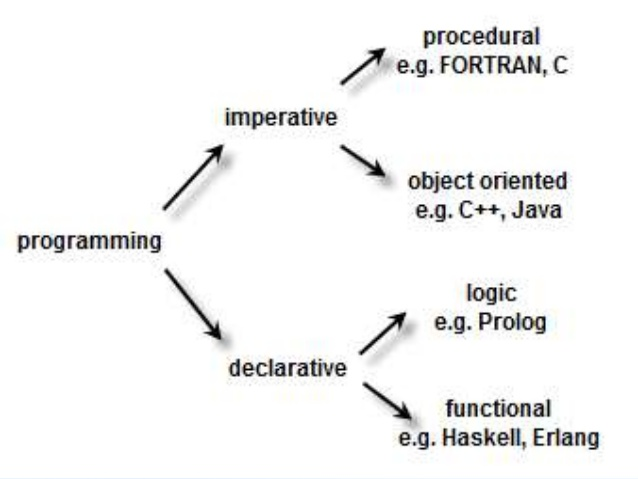 procedural
e.g. FORTRAN, C
imperative
object oriented
e.g. C++, Java
programming
logic
e.g. Prolog
declarative
functional
e.g. Haskell, Erlang